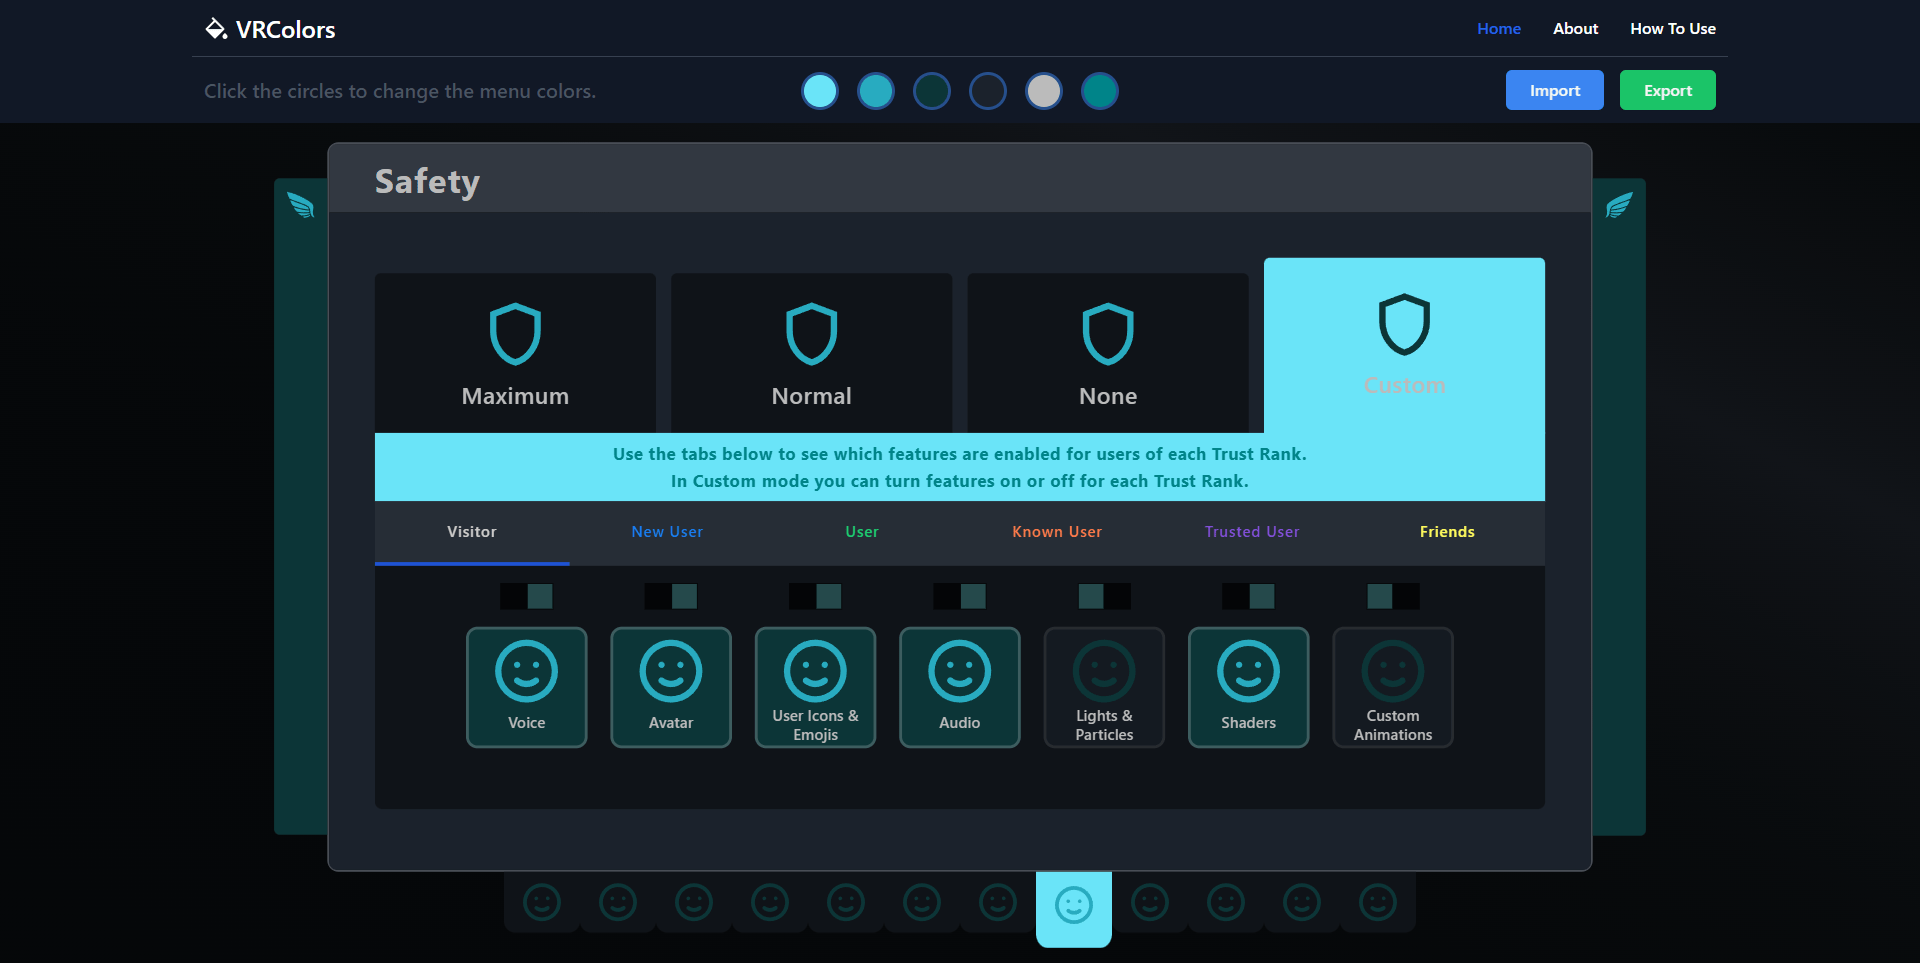 VRColors
Home
About
How To Use
Click the circles to change the menu colors.
Import
Export
Safety
Maximum
Normal
None
Custom
Use the tabs below to see which features are enabled for users of each Trust Rank.
In Custom mode you can turn features on or off for each Trust Rank.
Visitor
New User
User
Known User
Trusted User
Friends
Voice
Avatar
User Icons &
Emojis
Audio
Lights &
Particles
Shaders
Custom
Animations